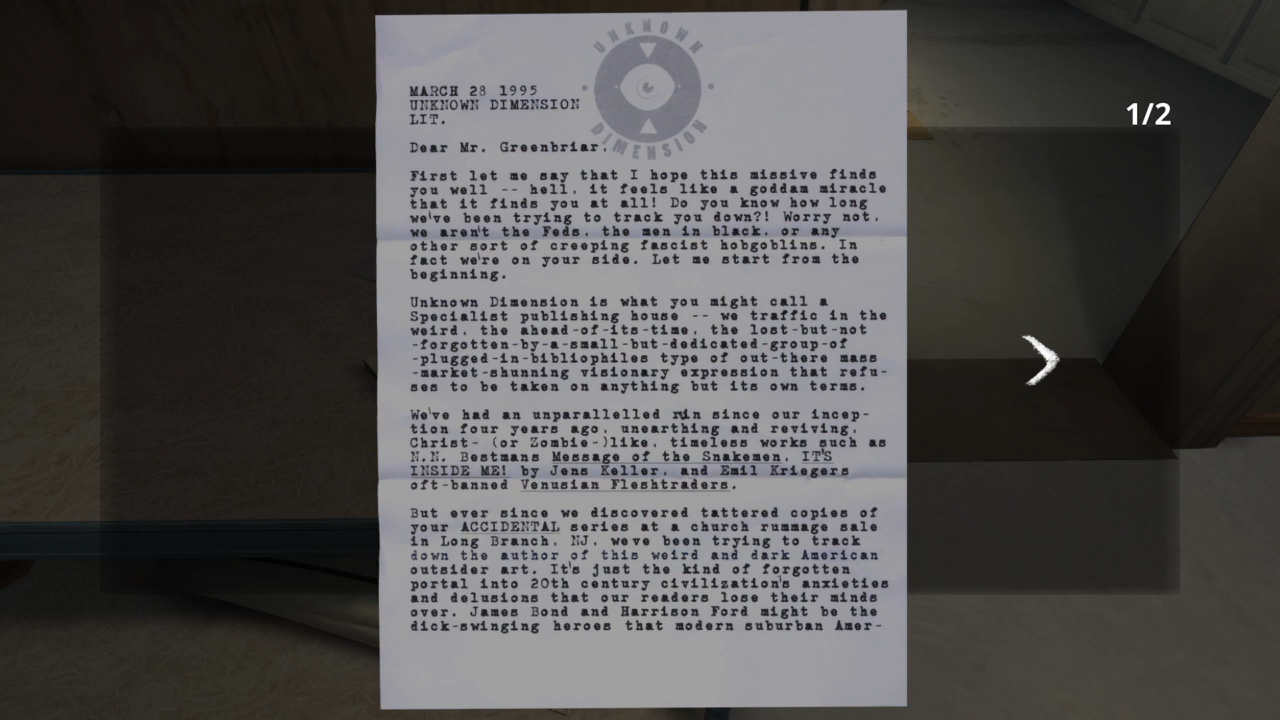 UNKNOWN
DIMENSION
1/2
MARCH 28 1995
UNKNOWN DIMENSION
LIT.
Dear Mr. Greenbriar.
First let me say that I hope this missive finds
you well -- hell, it feels like a goddam miracle
that it finds you at all! Do you know how long
we've been trying to track you down?! Worry not,
we aren't the Feds, the men in black, or any
other sort of creeping fascist hobgoblins. In
fact we're on your side. Let me start from the
beginning.
Unknown Dimension is what you might call a
Specialist publishing house -- we traffic in the
weird, the ahead-of-its-time, the lost-but-not
-forgotten-by-a-small-but-dedicated-group-of
-plugged-in-bibliophiles type of out-there mass
-market-shunning visionary expression that refu-
ses to be taken on anything but its own terms.
We've had an unparallelled rin since our incep-
tion four years ago, unearthing and reviving,
Christ- (or Zombie-)like, timeless works such as
N.N. Bestmans Message of the Snakemen, IT'S
INSIDE ME! by Jens Keller, and Emil Kriegers
oft-banned Venusian Fleshtraders.
But ever since we discovered tattered copies of
your ACCIDENTAL series at a church rummage sale
in Long Branch, NJ, weve been trying to track
down the author of this weird and dark American
outsider art. It's just the kind of forgotten
portal into 20th century civilization's anxieties
and delusions that our readers lose their minds
over. James Bond and Harrison Ford might be the
dick-swinging heroes that modern suburban Amer-